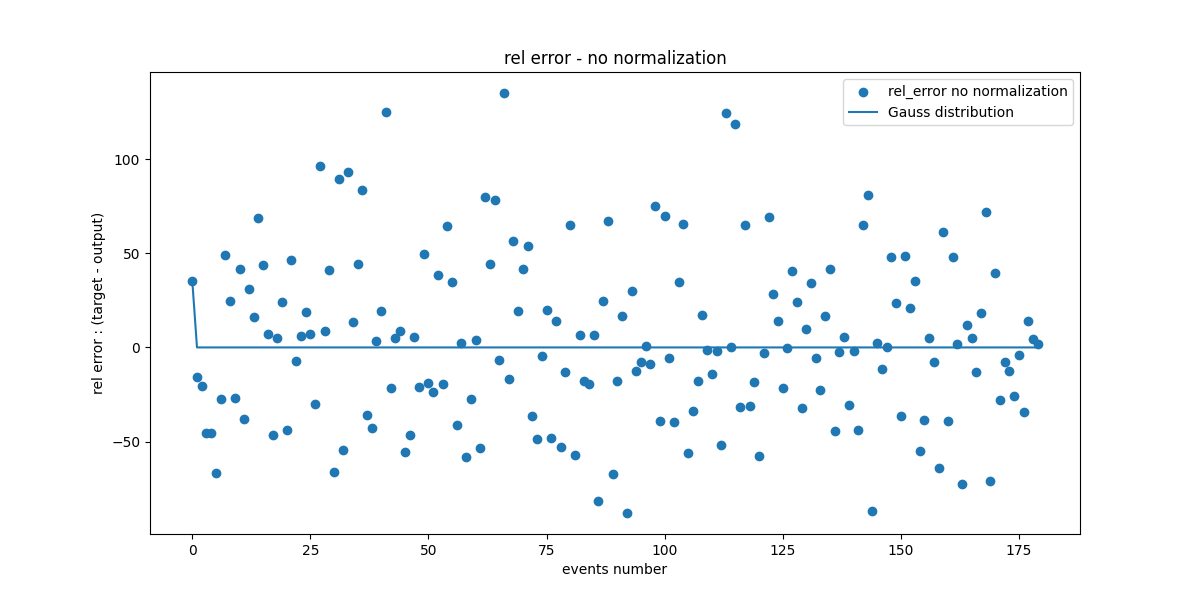 rel error - no normalization
rel_error no normalization
Gauss distribution
rel error : (target - output)
100
50
0
−50
0
25
50
75
100
125
150
175
events number